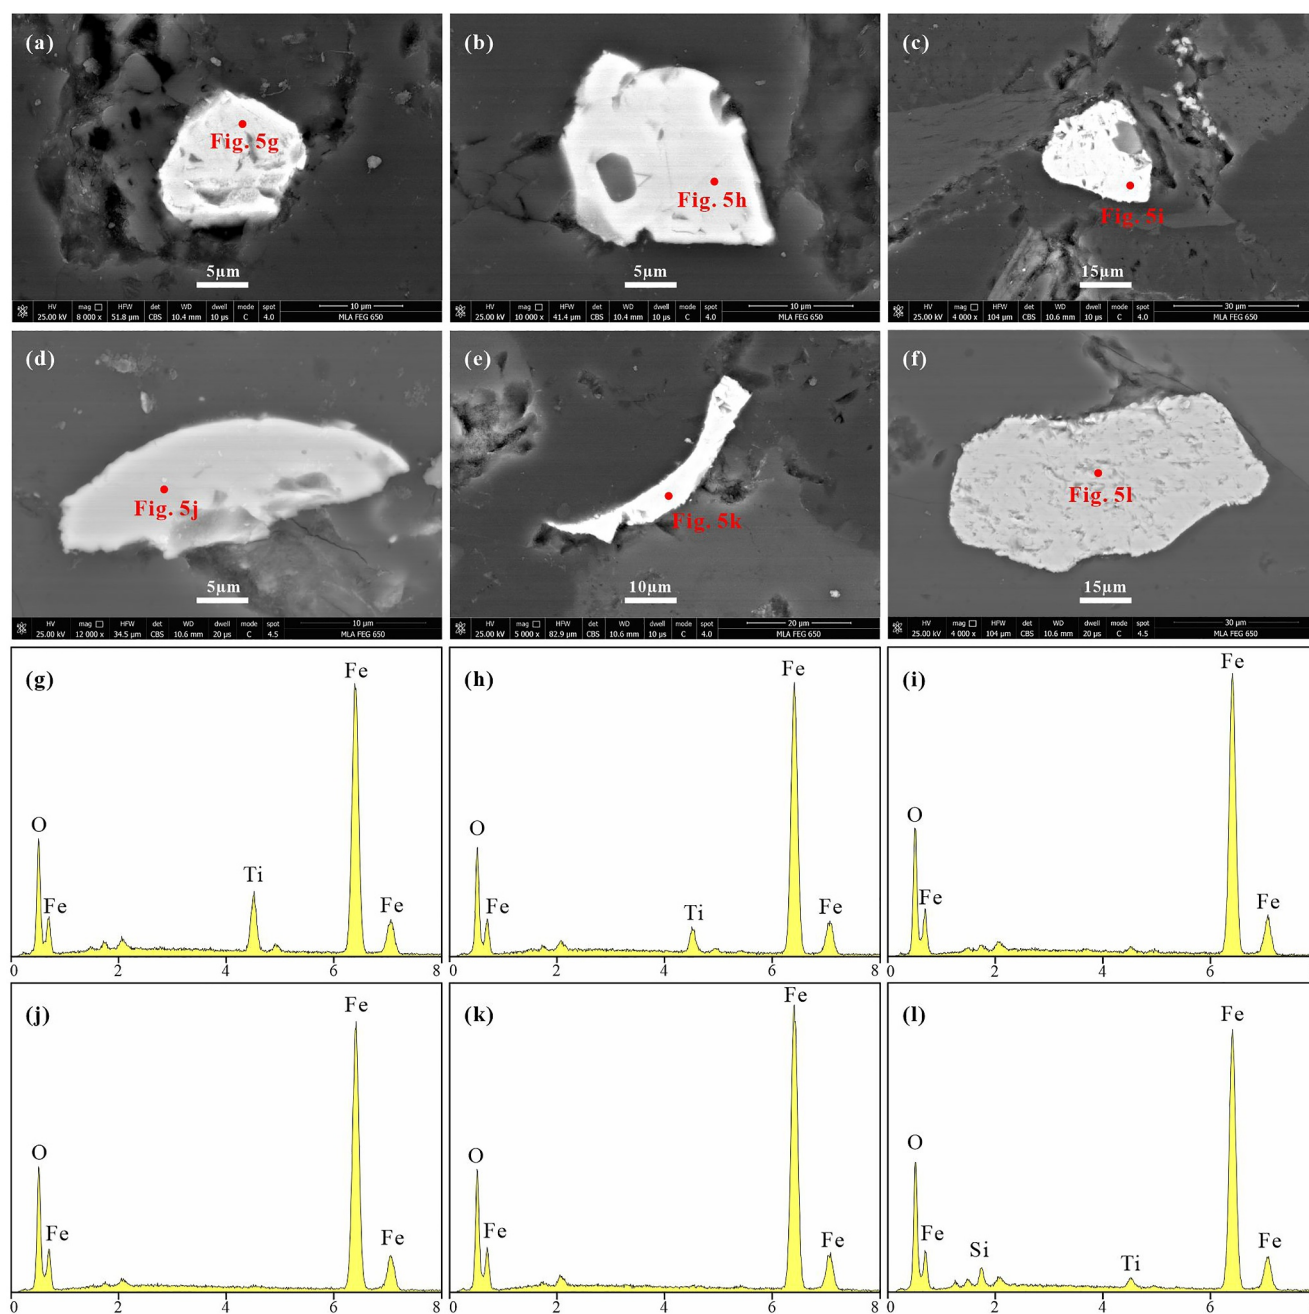 (a)
Fig. 5g
5μm
HV mag □ HFW det WD dwell mode spot 10 μm
25.00 kV 8 000 x 51.8 μm CBS 10.4 mm 10 μs C 4.0 MLA FEG 650
(b)
Fig. 5h
5μm
HV mag □ HFW det WD dwell mode spot 10 μm
25.00 kV 10 000 x 41.4 μm CBS 10.4 mm 10 μs C 4.0 MLA FEG 650
(c)
Fig. 5i
15μm
HV mag □ HFW det WD dwell mode spot 30 μm
25.00 kV 4 000 x 104 μm CBS 10.6 mm 10 μs C 4.5 MLA FEG 650
(d)
Fig. 5j
5μm
HV mag □ HFW det WD dwell mode spot 10 μm
25.00 kV 12 000 x 34.5 μm CBS 10.6 mm 20 μs C 4.5 MLA FEG 650
(e)
Fig. 5k
10μm
HV mag □ HFW det WD dwell mode spot 20 μm
25.00 kV 5 000 x 82.9 μm CBS 10.6 mm 10 μs C 4.0 MLA FEG 650
(f)
Fig. 5l
15μm
HV mag □ HFW det WD dwell mode spot 30 μm
25.00 kV 4 000 x 104 μm CBS 10.6 mm 20 μs C 4.5 MLA FEG 650
(g)
Fe
O
Fe
Ti
Fe
0 2 4 6 8
(h)
Fe
O
Fe
Ti
Fe
0 2 4 6 8
(i)
Fe
O
Fe
Fe
0 2 4 6
(j)
Fe
O
Fe
Fe
0 2 4 6 8
(k)
Fe
O
Fe
Fe
0 2 4 6 8
(l)
Fe
O
Fe
Si
Ti
Fe
0 2 4 6